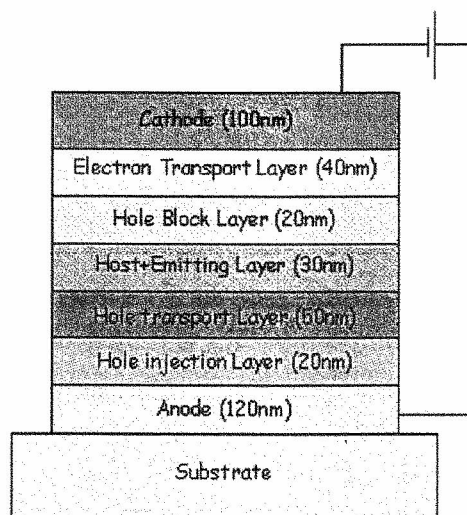 Cathode (100nm)
Electron Transport Layer (40nm)
Hole Block Layer (20nm)
Host+Emitting Layer (30nm)
Hole transport Layer (50nm)
Hole injection Layer (20nm)
Anode (120nm)
Substrate